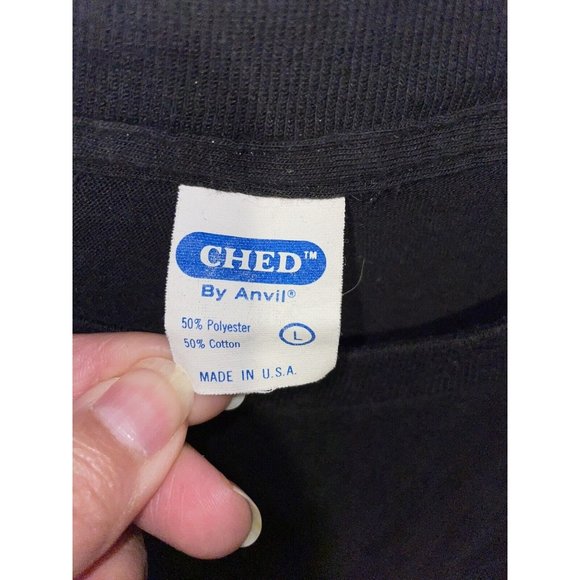 CHED™
By Anvil®
50% Polyester
50% Cotton
L
MADE IN U.S.A.